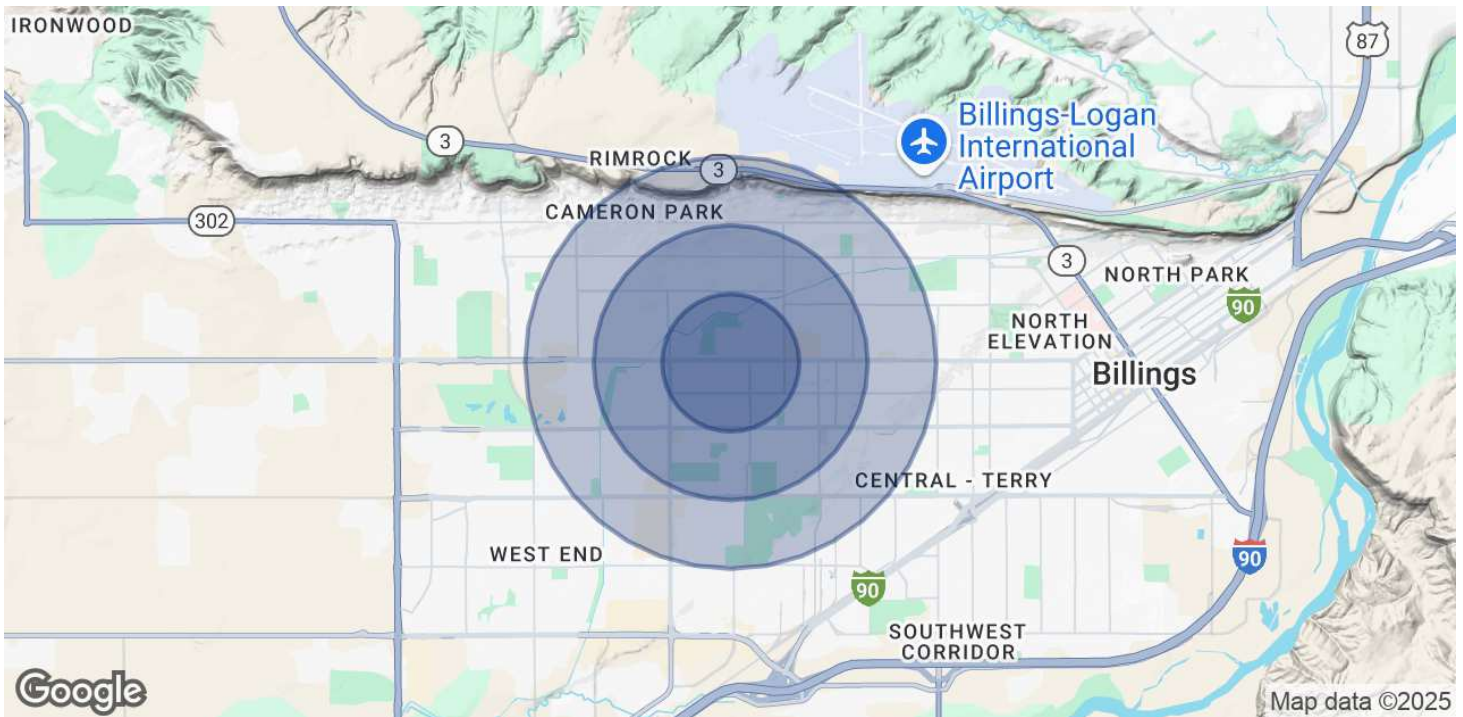 IRONWOOD
87
3
Billings-Logan
International
Airport
RIMROCK
3
CAMERON PARK
302
3
NORTH PARK
90
NORTH
ELEVATION
Billings
CENTRAL - TERRY
WEST END
90
90
SOUTHWEST
CORRIDOR
Google
Map data ©2025